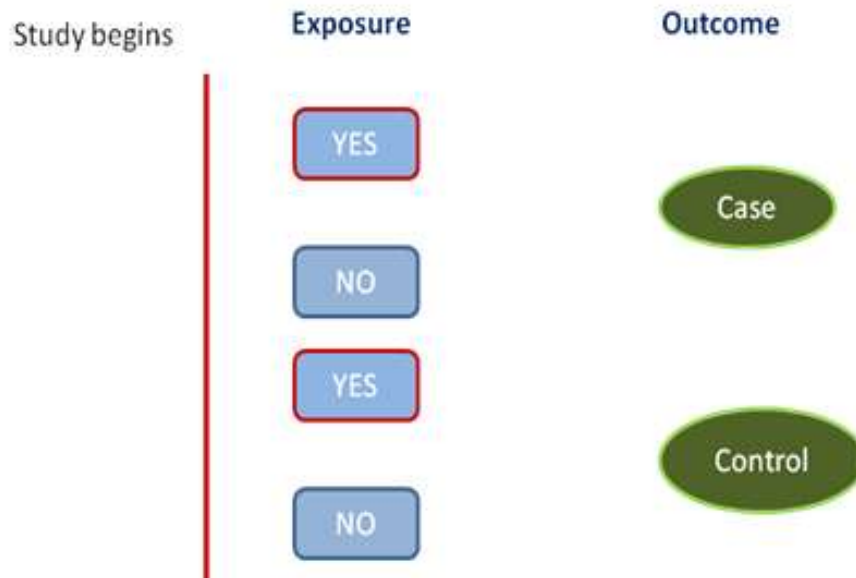 Study begins
Exposure
Outcome
YES
Case
NO
YES
Control
NO